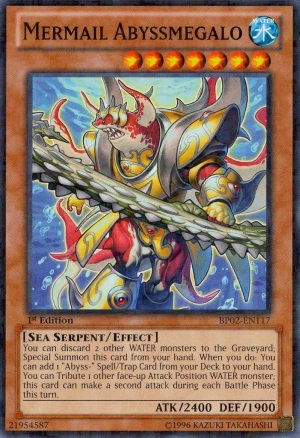 MERMAIL ABYSSMEGALO
WATER
水
1st Edition
BP02-EN117
[SEA SERPENT/EFFECT]
You can discard 2 other WATER monsters to the Graveyard;
Special Summon this card from your hand. When you do: You
can add 1 "Abyss-" Spell/Trap Card from your Deck to your hand.
You can Tribute 1 other face-up Attack Position WATER monster;
this card can make a second attack during each Battle Phase
this turn.
ATK/2400 DEF/1900
21954587
©1996 KAZUKI TAKAHASHI